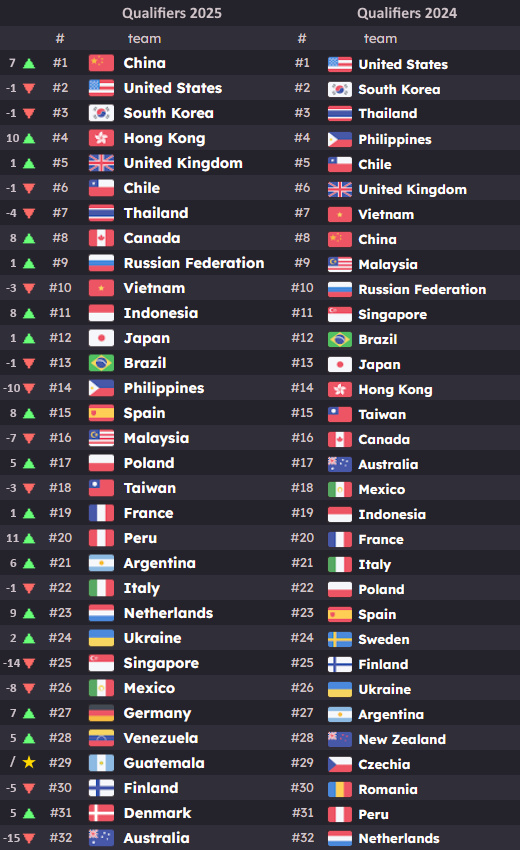 Qualifiers 2025 Qualifiers 2024
# team # team
7 #1 China #1 United States
-1 #2 United States #2 South Korea
-1 #3 South Korea #3 Thailand
10 #4 Hong Kong #4 Philippines
1 #5 United Kingdom #5 Chile
-1 #6 Chile #6 United Kingdom
-4 #7 Thailand #7 Vietnam
8 #8 Canada #8 China
1 #9 Russian Federation #9 Malaysia
-3 #10 Vietnam #10 Russian Federation
8 #11 Indonesia #11 Singapore
1 #12 Japan #12 Brazil
-1 #13 Brazil #13 Japan
-10 #14 Philippines #14 Hong Kong
8 #15 Spain #15 Taiwan
-7 #16 Malaysia #16 Canada
5 #17 Poland #17 Australia
-3 #18 Taiwan #18 Mexico
1 #19 France #19 Indonesia
11 #20 Peru #20 France
6 #21 Argentina #21 Italy
-1 #22 Italy #22 Poland
9 #23 Netherlands #23 Spain
2 #24 Ukraine #24 Sweden
-14 #25 Singapore #25 Finland
-8 #26 Mexico #26 Ukraine
7 #27 Germany #27 Argentina
5 #28 Venezuela #28 New Zealand
/ #29 Guatemala #29 Czechia
-5 #30 Finland #30 Romania
5 #31 Denmark #31 Peru
-15 #32 Australia #32 Netherlands